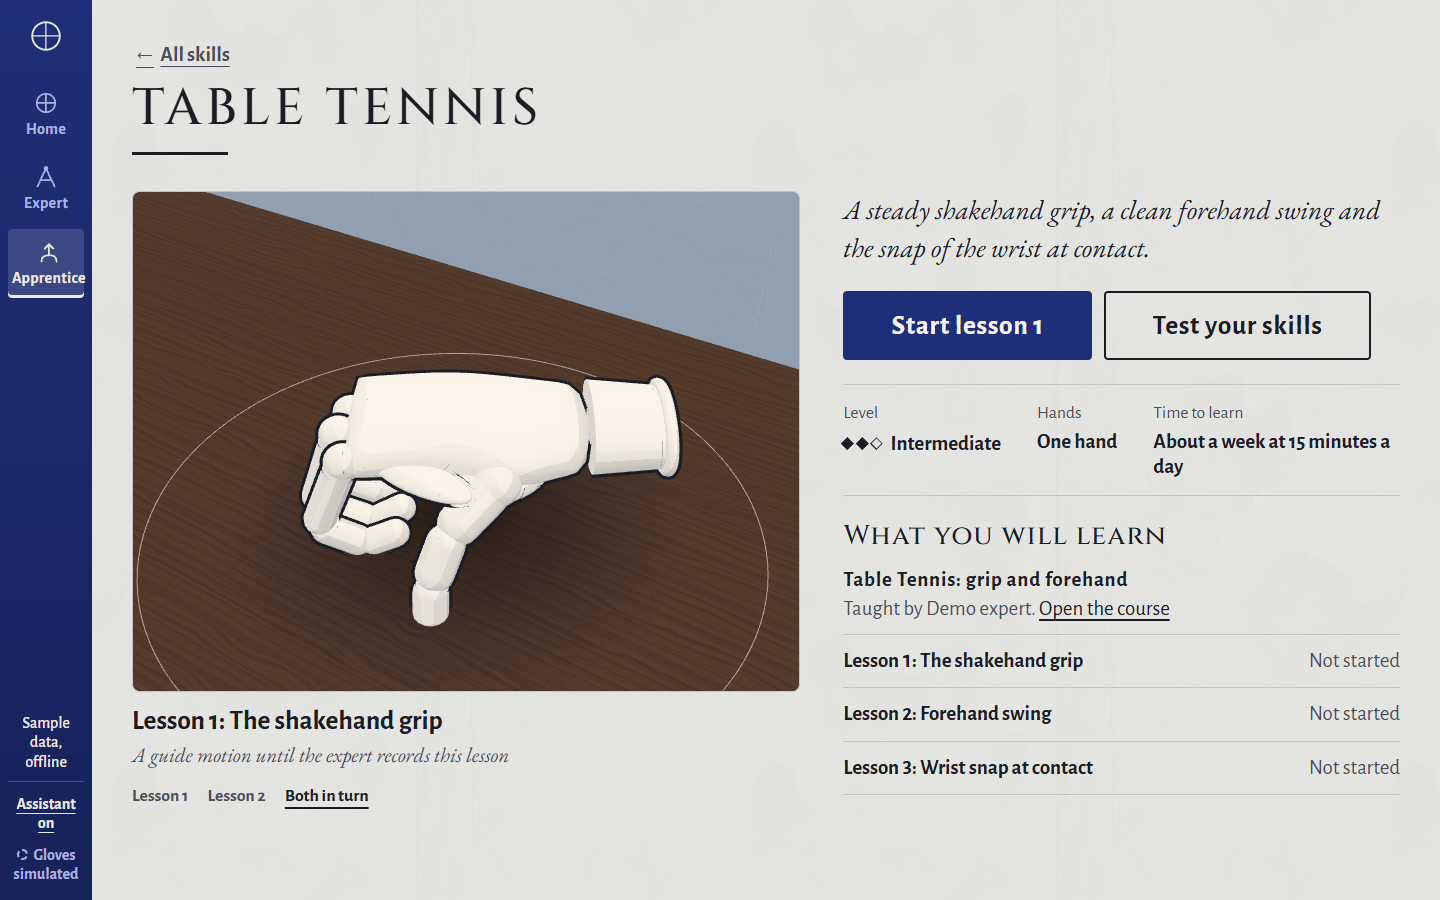 Home
Expert
Apprentice
Sample
data,
offline
Assistant
on
Gloves
simulated
← All skills
TABLE TENNIS
Lesson 1: The shakehand grip
A guide motion until the expert records this lesson
Lesson 1 Lesson 2 Both in turn
A steady shakehand grip, a clean forehand swing and
the snap of the wrist at contact.
Start lesson 1 Test your skills
Level Hands Time to learn
Intermediate One hand About a week at 15 minutes a
day
What you will learn
Table Tennis: grip and forehand
Taught by Demo expert. Open the course
Lesson 1: The shakehand grip Not started
Lesson 2: Forehand swing Not started
Lesson 3: Wrist snap at contact Not started